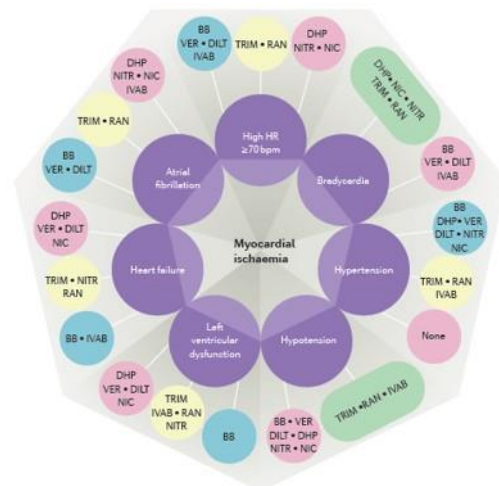 BB
VER • DILT
IVAB
TRIM • RAN
DHP
NITR • NIC
High HR
≥70 bpm
DHP • NIC • NITR
TRIM • RAN
BB
VER • DILT
IVAB
Bradycardia
BB
DHP • VER
DILT • NITR
NIC
TRIM • RAN
IVAB
None
Hypertension
TRIM • RAN • IVAB
BB • VER
DILT • DHP
NITR • NIC
Hypotension
BB
TRIM
IVAB • RAN
NITR
DHP
VER • DILT
NIC
Left
ventricular
dysfunction
BB • IVAB
TRIM • NITR
RAN
DHP
VER • DILT
NIC
Heart failure
BB
VER • DILT
TRIM • RAN
DHP
NITR • NIC
IVAB
Atrial
fibrillation
Myocardial
ischaemia